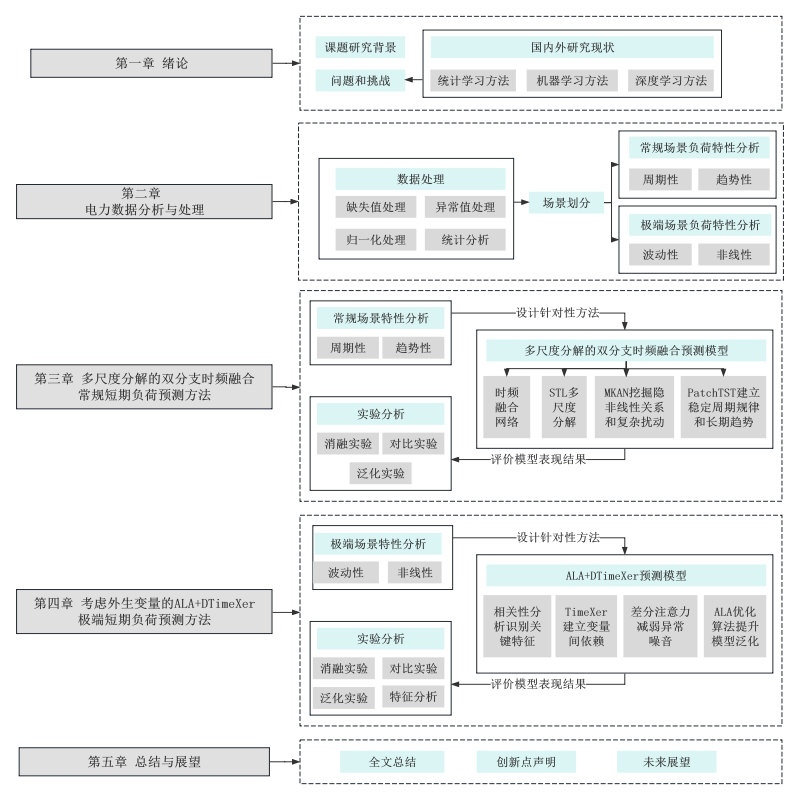 第一章 绪论
课题研究背景
国内外研究现状
问题和挑战
统计学习方法
机器学习方法
深度学习方法
第二章
电力数据分析与处理
数据处理
缺失值处理
异常值处理
归一化处理
统计分析
场景划分
常规场景负荷特性分析
周期性
趋势性
极端场景负荷特性分析
波动性
非线性
第三章 多尺度分解的双分支时频融合
常规短期负荷预测方法
常规场景特性分析
周期性
趋势性
设计针对性方法
多尺度分解的双分支时频融合预测模型
时频
融合
网络
STL多
尺度
分解
MKAN挖掘隐
非线性关系
和复杂扰动
PatchTST建立
稳定周期规律
和长期趋势
实验分析
消融实验
对比实验
泛化实验
评价模型表现结果
第四章 考虑外生变量的ALA+DTimeXer
极端短期负荷预测方法
极端场景特性分析
波动性
非线性
设计针对性方法
ALA+DTimeXer预测模型
相关性分
析识别关
键特征
TimeXer
建立变量
间依赖
差分注意力
减弱异常
噪音
ALA优化
算法提升
模型泛化
实验分析
消融实验
对比实验
泛化实验
特征分析
评价模型表现结果
第五章 总结与展望
全文总结
创新点声明
未来展望